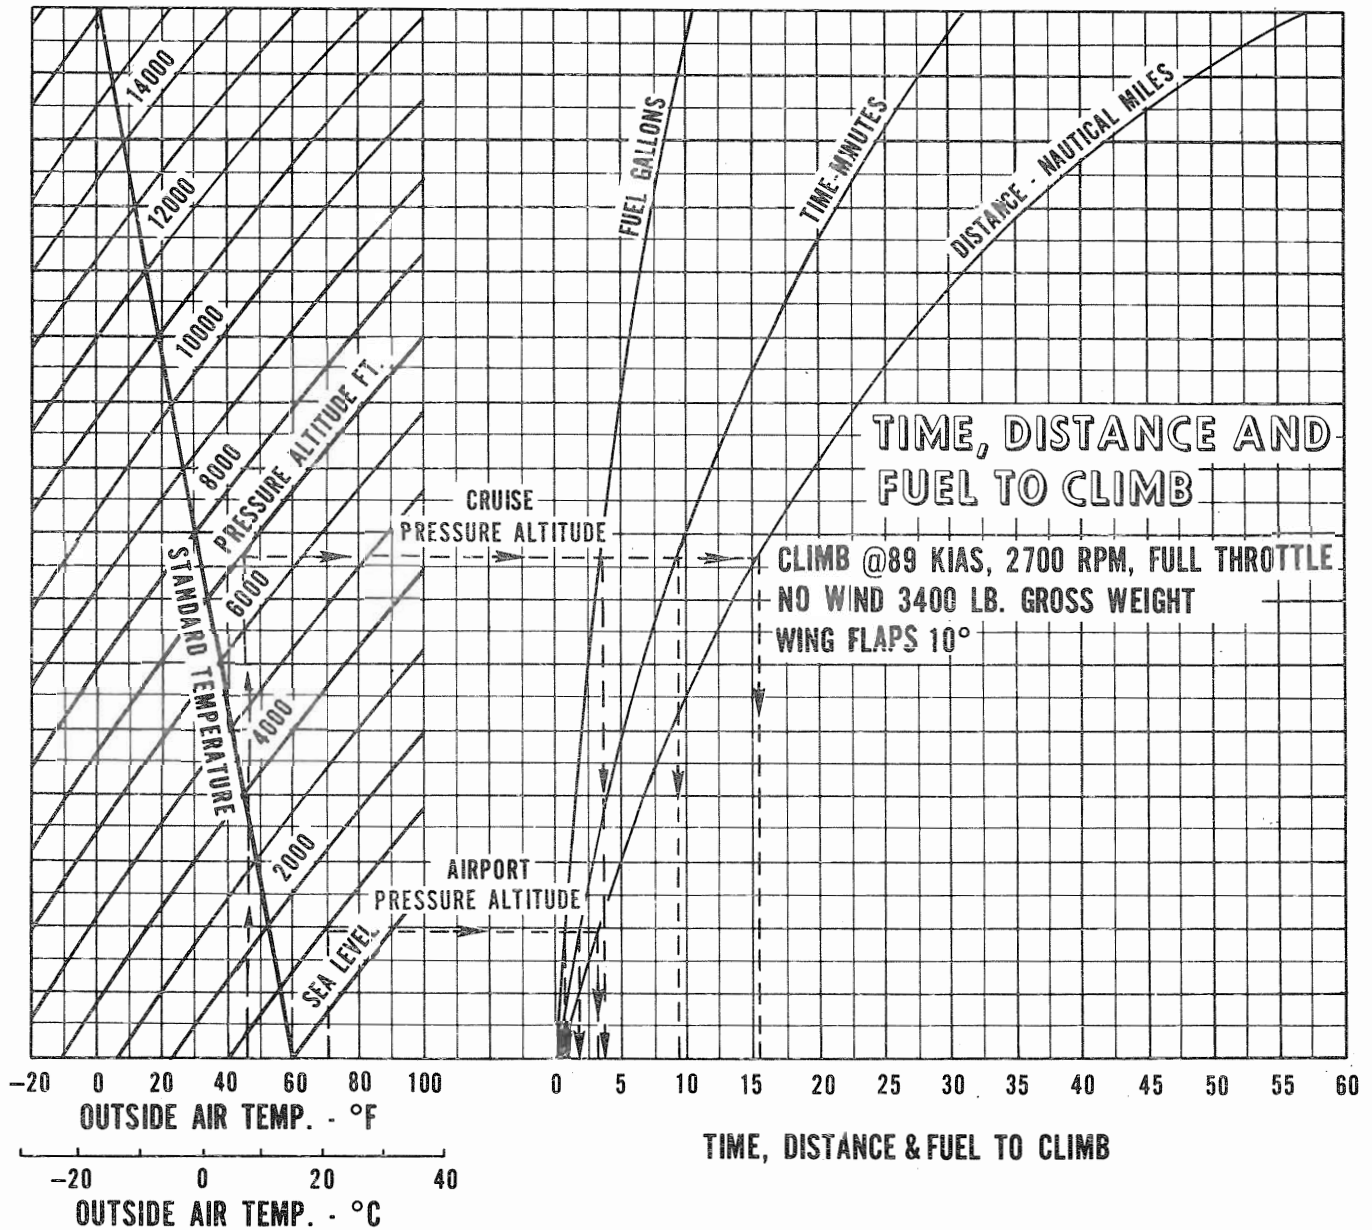 14000
12000
10000
8000
6000
4000
2000
SEA LEVEL
PRESSURE ALTITUDE FT.
STANDARD TEMPERATURE
FUEL GALLONS
TIME-MINUTES
DISTANCE - NAUTICAL MILES
TIME, DISTANCE AND
FUEL TO CLIMB
CRUISE
PRESSURE ALTITUDE
CLIMB @89 KIAS, 2700 RPM, FULL THROTTLE
NO WIND 3400 LB. GROSS WEIGHT
WING FLAPS 10°
AIRPORT
PRESSURE ALTITUDE
-20 0 20 40 60 80 100
OUTSIDE AIR TEMP. - °F
-20 0 20 40
OUTSIDE AIR TEMP. - °C
0 5 10 15 20 25 30 35 40 45 50 55 60
TIME, DISTANCE & FUEL TO CLIMB